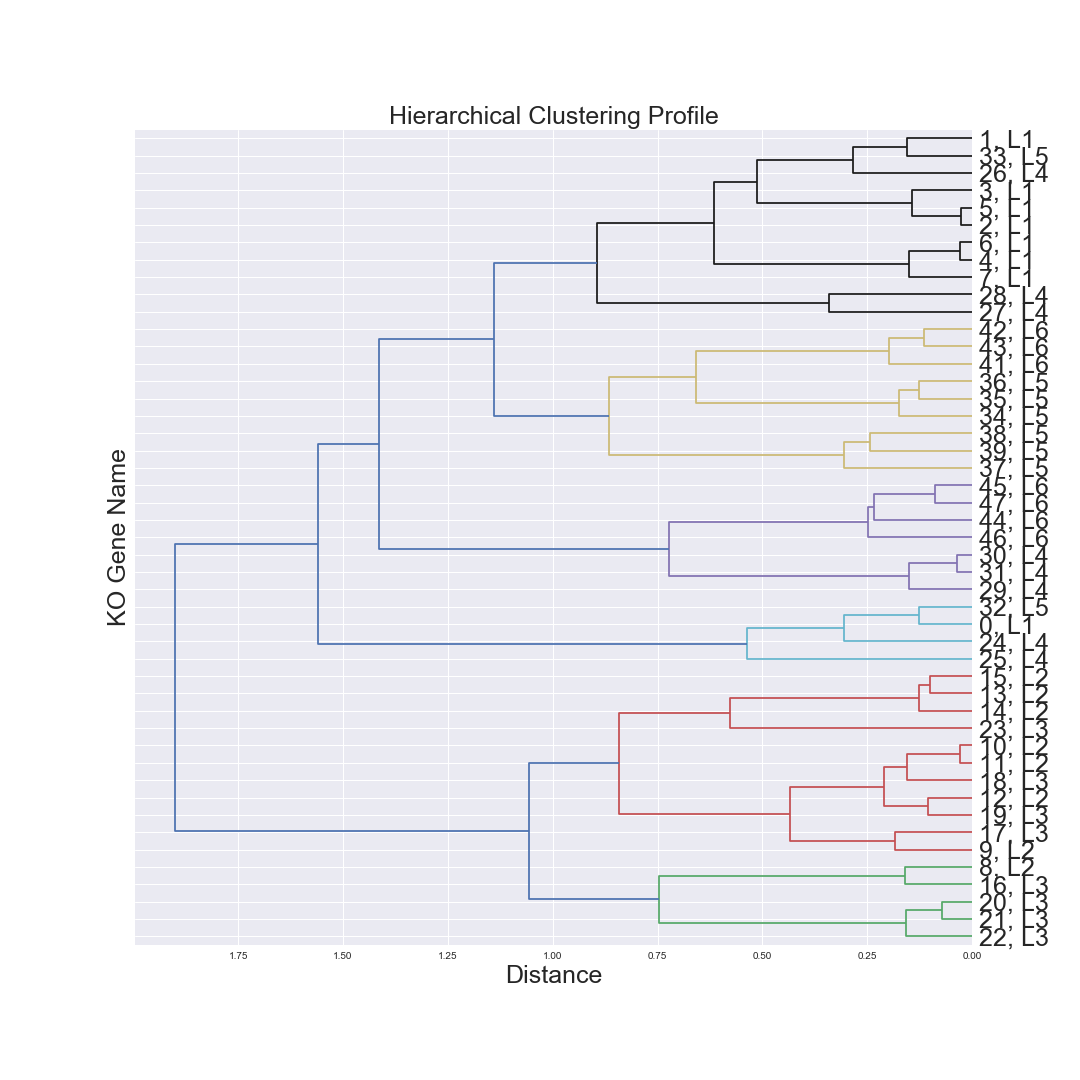 Hierarchical Clustering Profile
1, L1
33, L5
26, L4
3, L1
5, L1
2, L1
6, L1
4, L1
7, L1
28, L4
27, L4
42, L6
43, L6
41, L6
36, L5
35, L5
34, L5
38, L5
39, L5
37, L5
45, L6
47, L6
44, L6
46, L6
30, L4
31, L4
29, L4
32, L5
0, L1
24, L4
25, L4
15, L2
13, L2
14, L2
23, L3
10, L2
11, L2
18, L3
12, L2
19, L3
17, L3
9, L2
8, L2
16, L3
20, L3
21, L3
22, L3
KO Gene Name
1.75 1.50 1.25 1.00 0.75 0.50 0.25 0.00
Distance